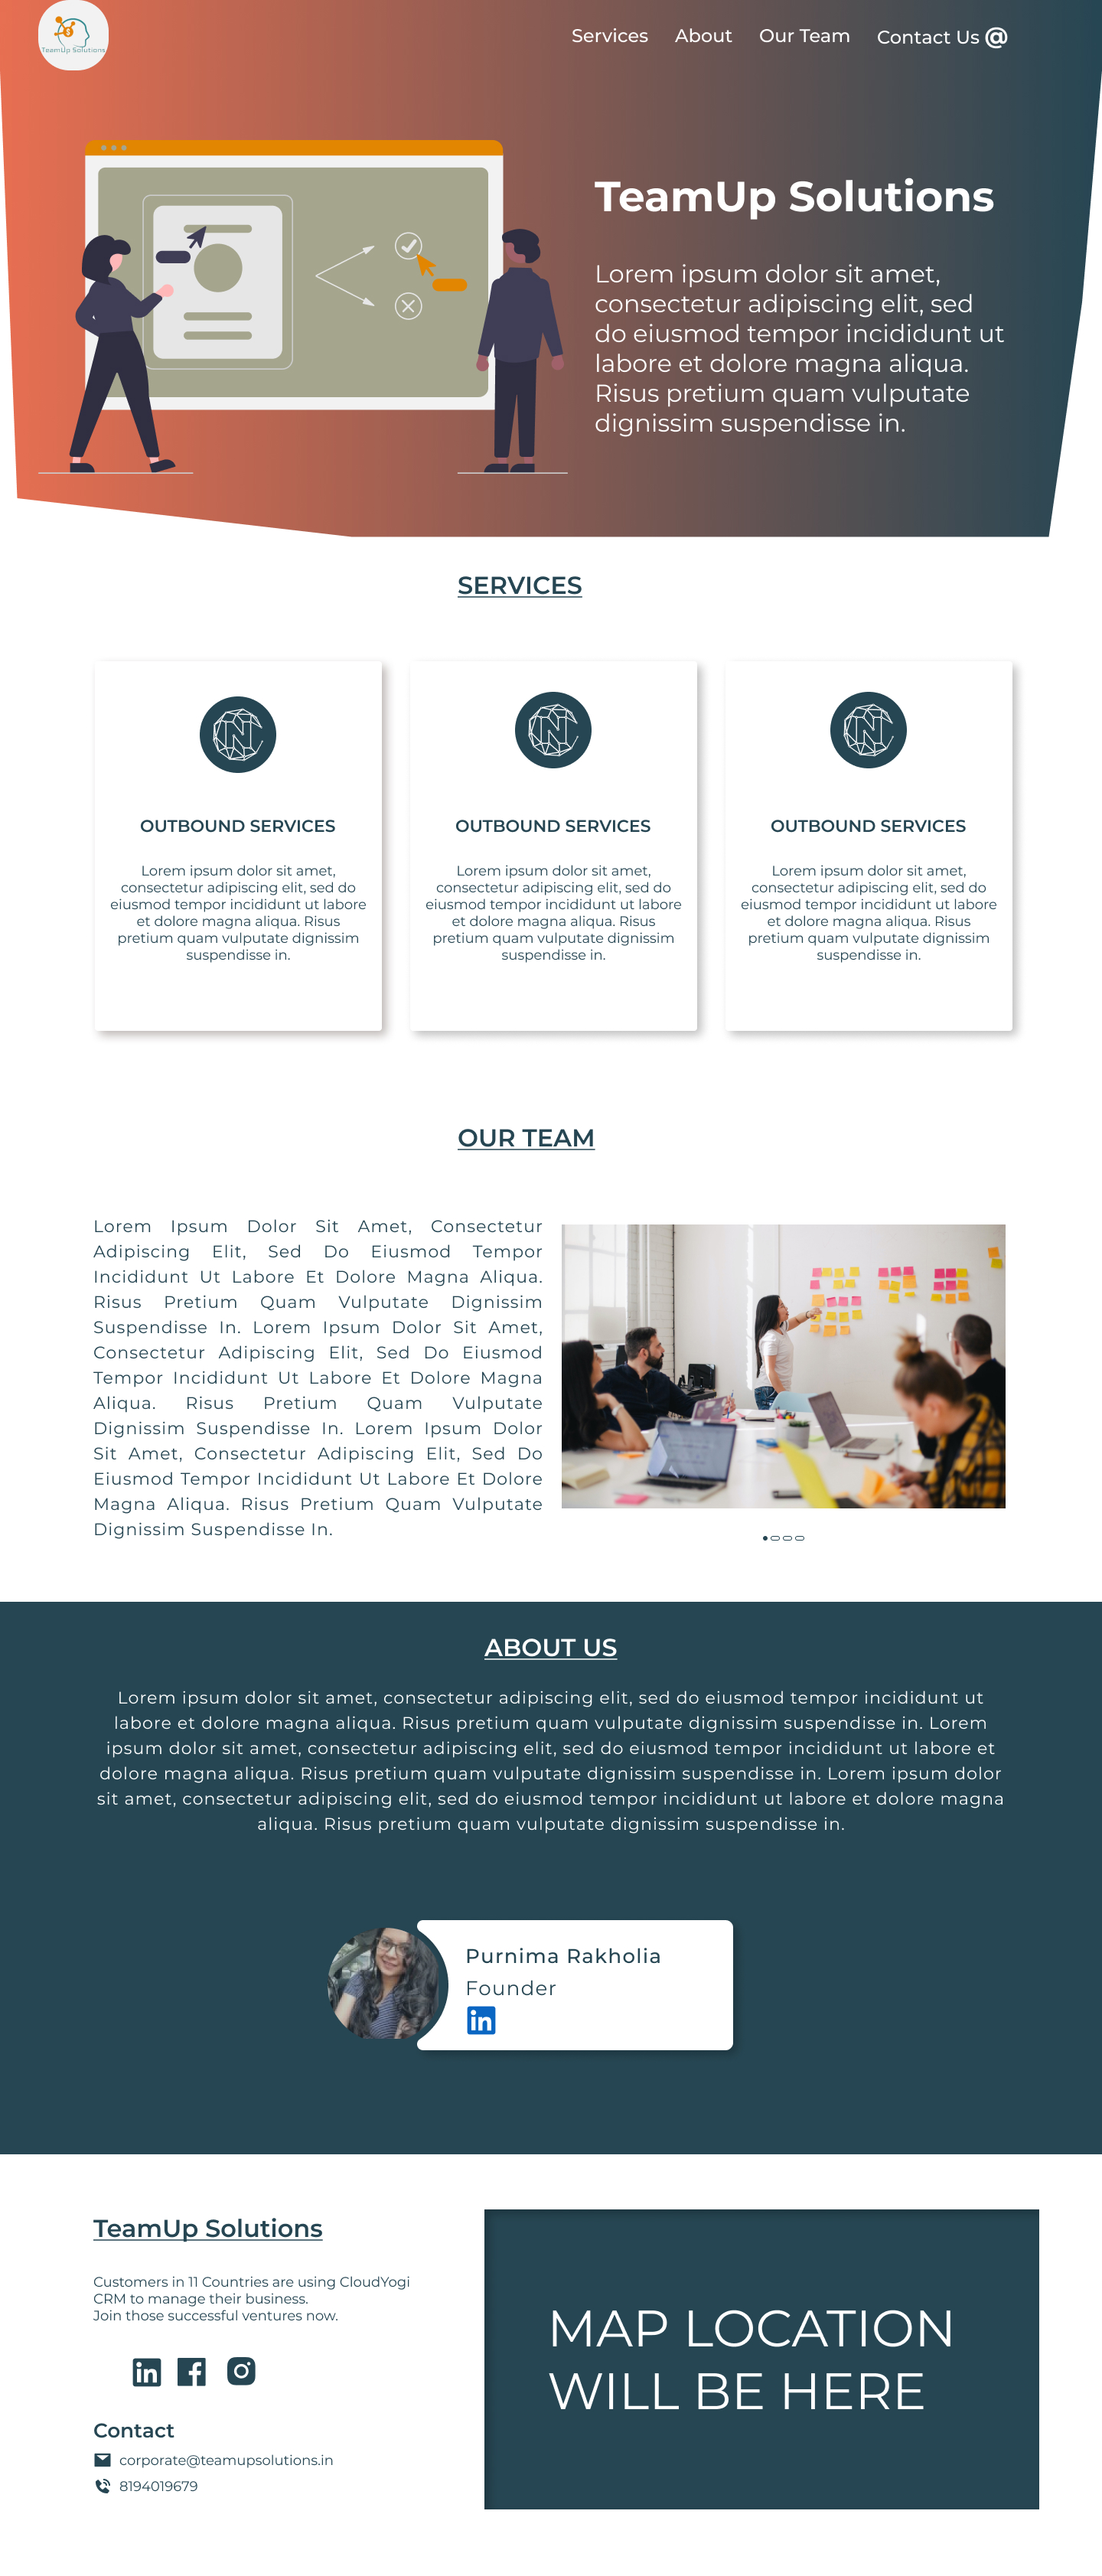 TeamUp Solutions
Services About Our Team Contact Us @
TeamUp Solutions
Lorem ipsum dolor sit amet,
consectetur adipiscing elit, sed
do eiusmod tempor incididunt ut
labore et dolore magna aliqua.
Risus pretium quam vulputate
dignissim suspendisse in.
SERVICES
OUTBOUND SERVICES
Lorem ipsum dolor sit amet,
consectetur adipiscing elit, sed do
eiusmod tempor incididunt ut labore
et dolore magna aliqua. Risus
pretium quam vulputate dignissim
suspendisse in.
OUTBOUND SERVICES
Lorem ipsum dolor sit amet,
consectetur adipiscing elit, sed do
eiusmod tempor incididunt ut labore
et dolore magna aliqua. Risus
pretium quam vulputate dignissim
suspendisse in.
OUTBOUND SERVICES
Lorem ipsum dolor sit amet,
consectetur adipiscing elit, sed do
eiusmod tempor incididunt ut labore
et dolore magna aliqua. Risus
pretium quam vulputate dignissim
suspendisse in.
OUR TEAM
Lorem Ipsum Dolor Sit Amet, Consectetur
Adipiscing Elit, Sed Do Eiusmod Tempor
Incididunt Ut Labore Et Dolore Magna Aliqua.
Risus Pretium Quam Vulputate Dignissim
Suspendisse In. Lorem Ipsum Dolor Sit Amet,
Consectetur Adipiscing Elit, Sed Do Eiusmod
Tempor Incididunt Ut Labore Et Dolore Magna
Aliqua. Risus Pretium Quam Vulputate
Dignissim Suspendisse In. Lorem Ipsum Dolor
Sit Amet, Consectetur Adipiscing Elit, Sed Do
Eiusmod Tempor Incididunt Ut Labore Et Dolore
Magna Aliqua. Risus Pretium Quam Vulputate
Dignissim Suspendisse In.
ABOUT US
Lorem ipsum dolor sit amet, consectetur adipiscing elit, sed do eiusmod tempor incididunt ut
labore et dolore magna aliqua. Risus pretium quam vulputate dignissim suspendisse in. Lorem
ipsum dolor sit amet, consectetur adipiscing elit, sed do eiusmod tempor incididunt ut labore et
dolore magna aliqua. Risus pretium quam vulputate dignissim suspendisse in. Lorem ipsum dolor
sit amet, consectetur adipiscing elit, sed do eiusmod tempor incididunt ut labore et dolore magna
aliqua. Risus pretium quam vulputate dignissim suspendisse in.
Purnima Rakholia
Founder
in
TeamUp Solutions
Customers in 11 Countries are using CloudYogi
CRM to manage their business.
Join those successful ventures now.
in f
Contact
corporate@teamupsolutions.in
8194019679
MAP LOCATION
WILL BE HERE